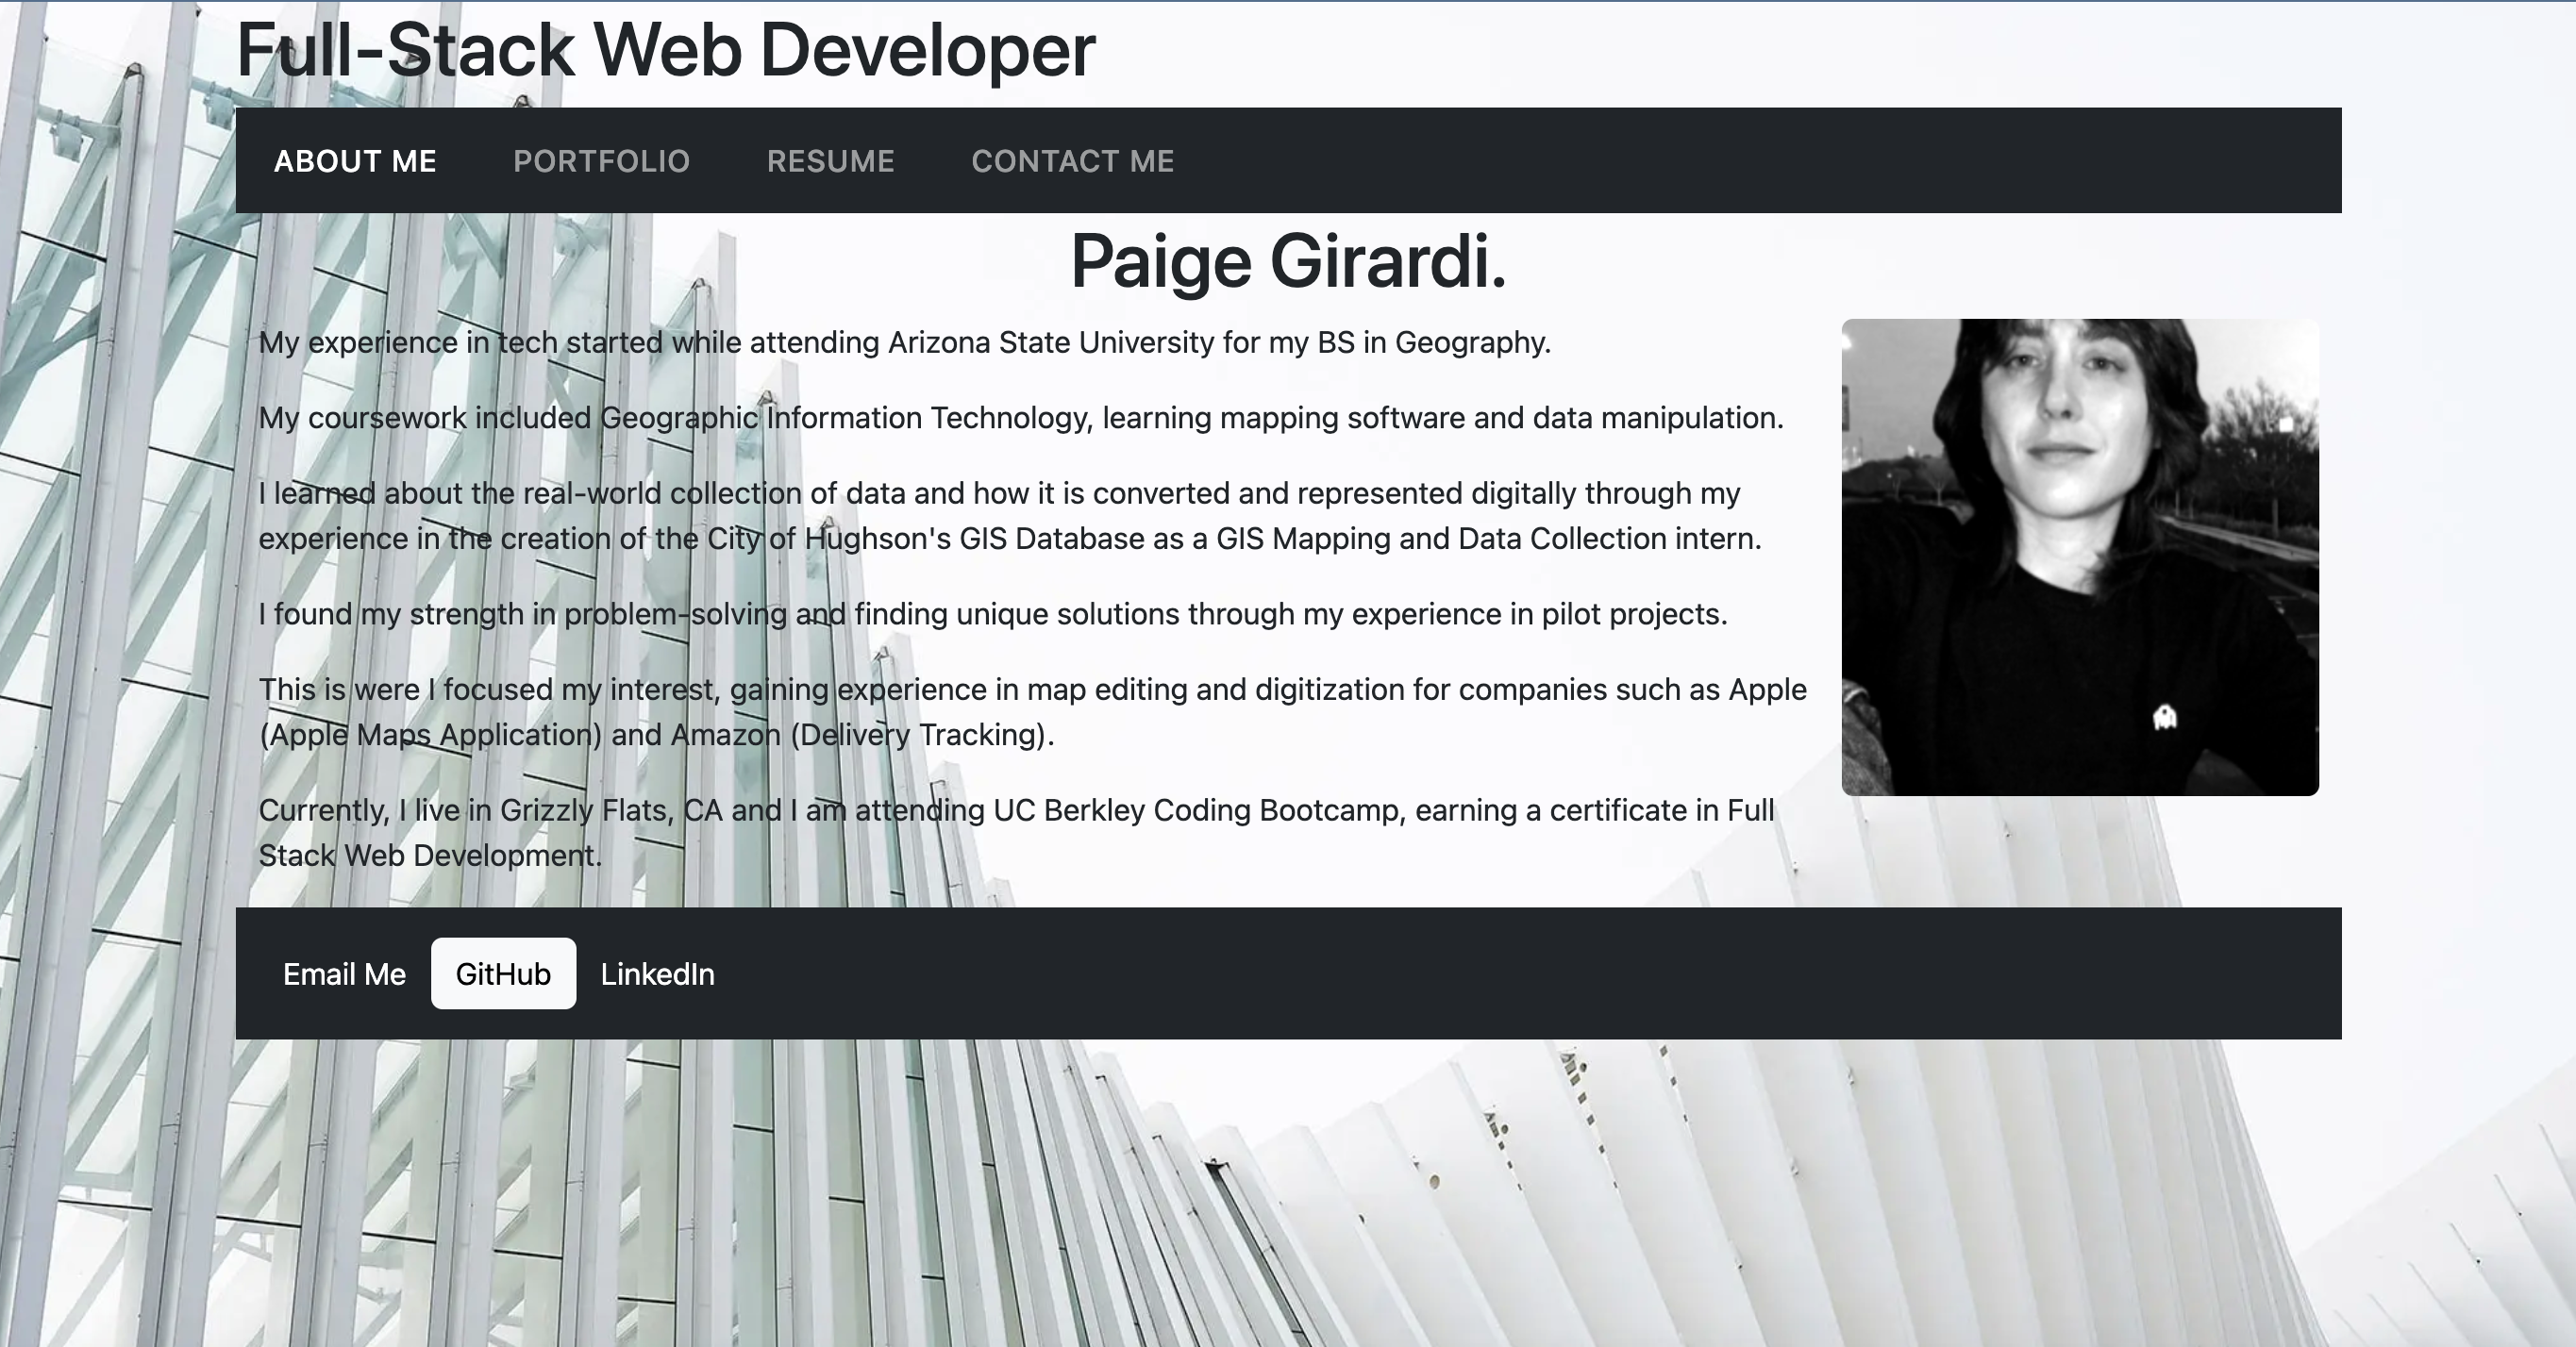 Full-Stack Web Developer
ABOUT ME PORTFOLIO RESUME CONTACT ME
Paige Girardi.
My experience in tech started while attending Arizona State University for my BS in Geography.
My coursework included Geographic Information Technology, learning mapping software and data manipulation.
I learned about the real-world collection of data and how it is converted and represented digitally through my
experience in the creation of the City of Hughson's GIS Database as a GIS Mapping and Data Collection intern.
I found my strength in problem-solving and finding unique solutions through my experience in pilot projects.
This is were I focused my interest, gaining experience in map editing and digitization for companies such as Apple
(Apple Maps Application) and Amazon (Delivery Tracking).
Currently, I live in Grizzly Flats, CA and I am attending UC Berkley Coding Bootcamp, earning a certificate in Full
Stack Web Development.
Email Me GitHub LinkedIn